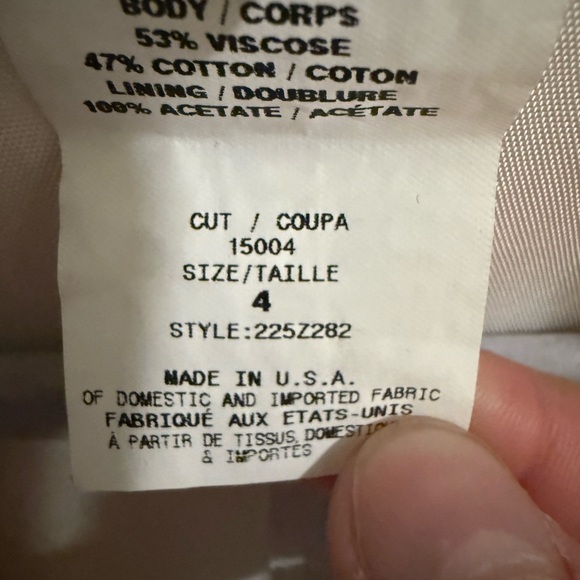 BODY / CORPS
53% VISCOSE
47% COTTON / COTON
LINING / DOUBLURE
100% ACETATE / ACÉTATE
CUT / COUPA
15004
SIZE/TAILLE
4
STYLE:225Z282
MADE IN U.S.A.
OF DOMESTIC AND IMPORTED FABRIC
FABRIQUÉ AUX ETATS-UNIS
À PARTIR DE TISSUS
& IMPORTÉS